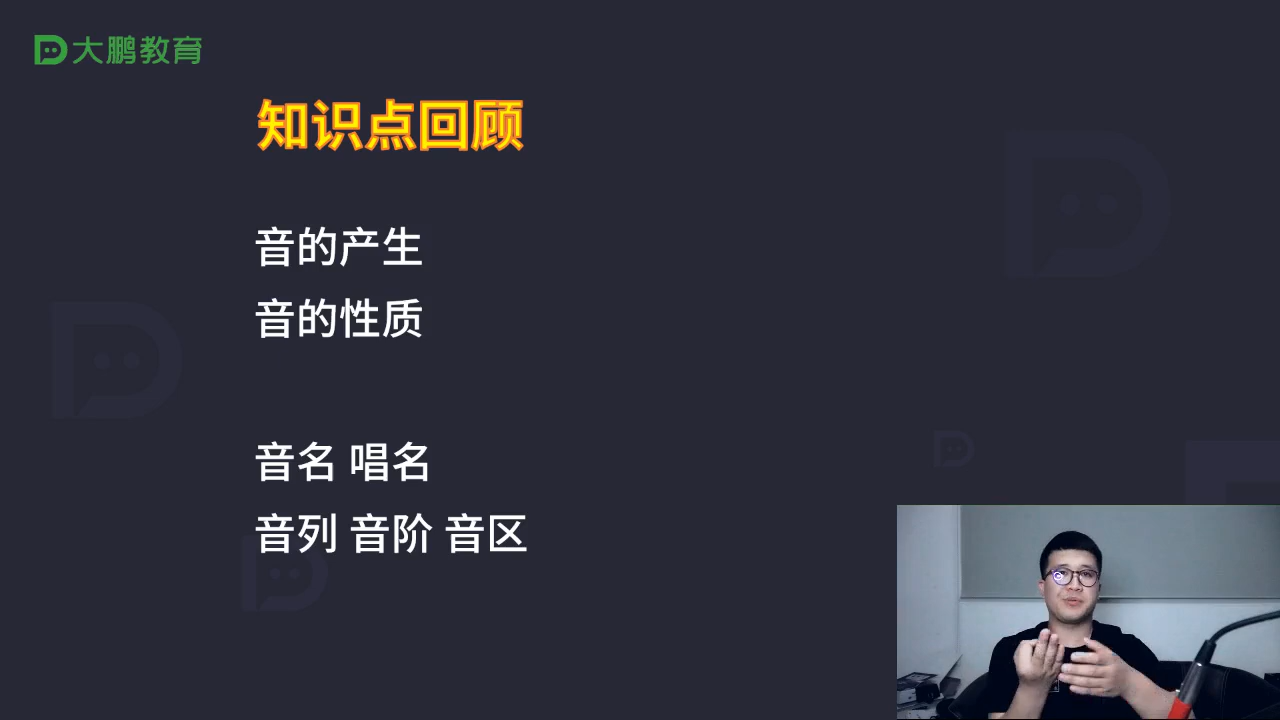 大鹏教育
知识点回顾
音的产生
音的性质
音名 唱名
音列 音阶 音区